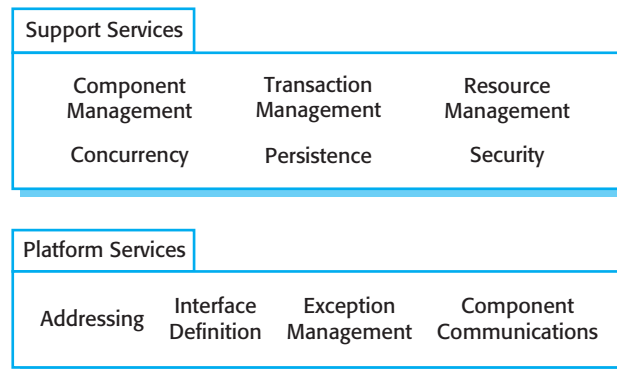 Support Services
Component Management
Transaction Management
Resource Management
Concurrency
Persistence
Security
Platform Services
Addressing
Interface Definition
Exception Management
Component Communications